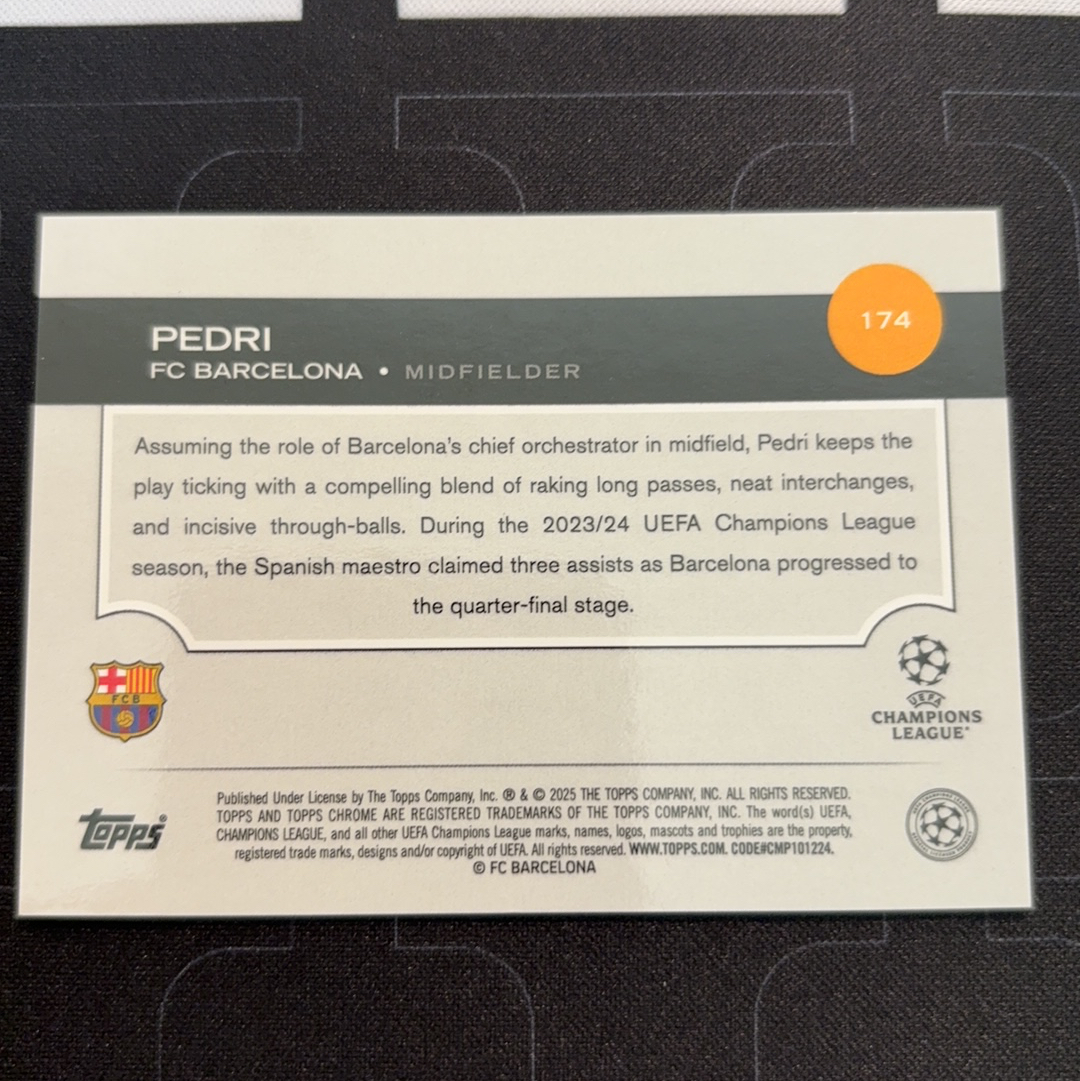 PEDRI
174
FC BARCELONA • MIDFIELDER
Assuming the role of Barcelona's chief orchestrator in midfield, Pedri keeps the
play ticking with a compelling blend of raking long passes, neat interchanges,
and incisive through-balls. During the 2023/24 UEFA Champions League
season, the Spanish maestro claimed three assists as Barcelona progressed to
the quarter-final stage.
FCB
UEFA
CHAMPIONS
LEAGUE®
topps®
Published Under License by The Topps Company, Inc. ® & © 2025 THE TOPPS COMPANY, INC. ALL RIGHTS RESERVED.
TOPPS AND TOPPS CHROME ARE REGISTERED TRADEMARKS OF THE TOPPS COMPANY, INC. The word(s) UEFA,
CHAMPIONS LEAGUE, and all other UEFA Champions League marks, names, logos, mascots and trophies are the property,
registered trade marks, designs and/or copyright of UEFA. All rights reserved. WWW.TOPPS.COM. CODE#CMP101224.
© FC BARCELONA